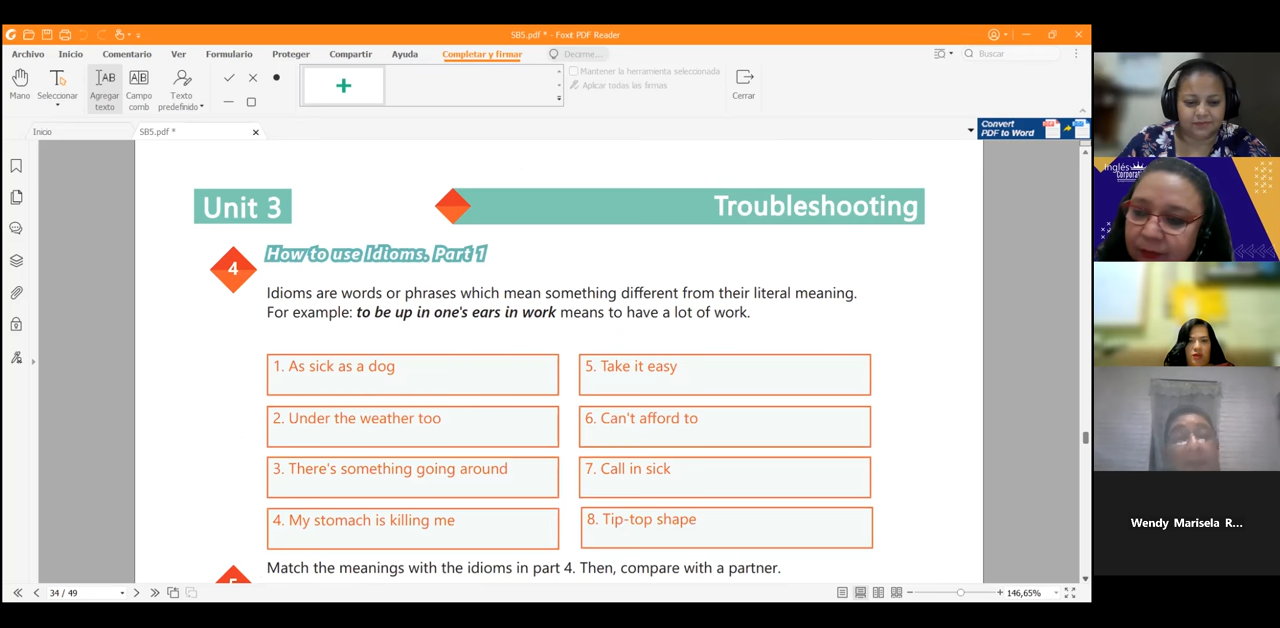 SB5.pdf * - Foxit PDF Reader
Archivo Inicio Comentario Ver Formulario Proteger Compartir Ayuda Completar y firmar Decirme... Buscar
Mano Seleccionar Agregar texto Campo comb Texto predefinido
Mantener la herramienta seleccionada
Aplicar todas las firmas
Cerrar
Inicio SB5.pdf *
Convert
PDF to Word
Unit 3 Troubleshooting
4 How to use Idioms. Part 1
Idioms are words or phrases which mean something different from their literal meaning.
For example: to be up in one's ears in work means to have a lot of work.
1. As sick as a dog
2. Under the weather too
3. There's something going around
4. My stomach is killing me
5. Take it easy
6. Can't afford to
7. Call in sick
8. Tip-top shape
5 Match the meanings with the idioms in part 4. Then, compare with a partner.
34 / 49
146,65%
Inglés
Corporativo
Wendy Marisela R...